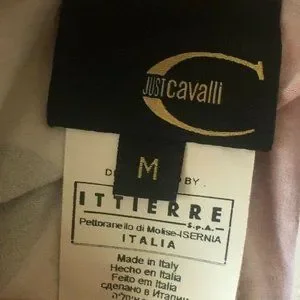 JUST cavalli
M
BY
ITTIERRE
S.p.A.
Pettoranello di Molise-ISERNIA
ITALIA
Made in Italy
Hecho en Italia
Feito em Itália
сделано в Италии